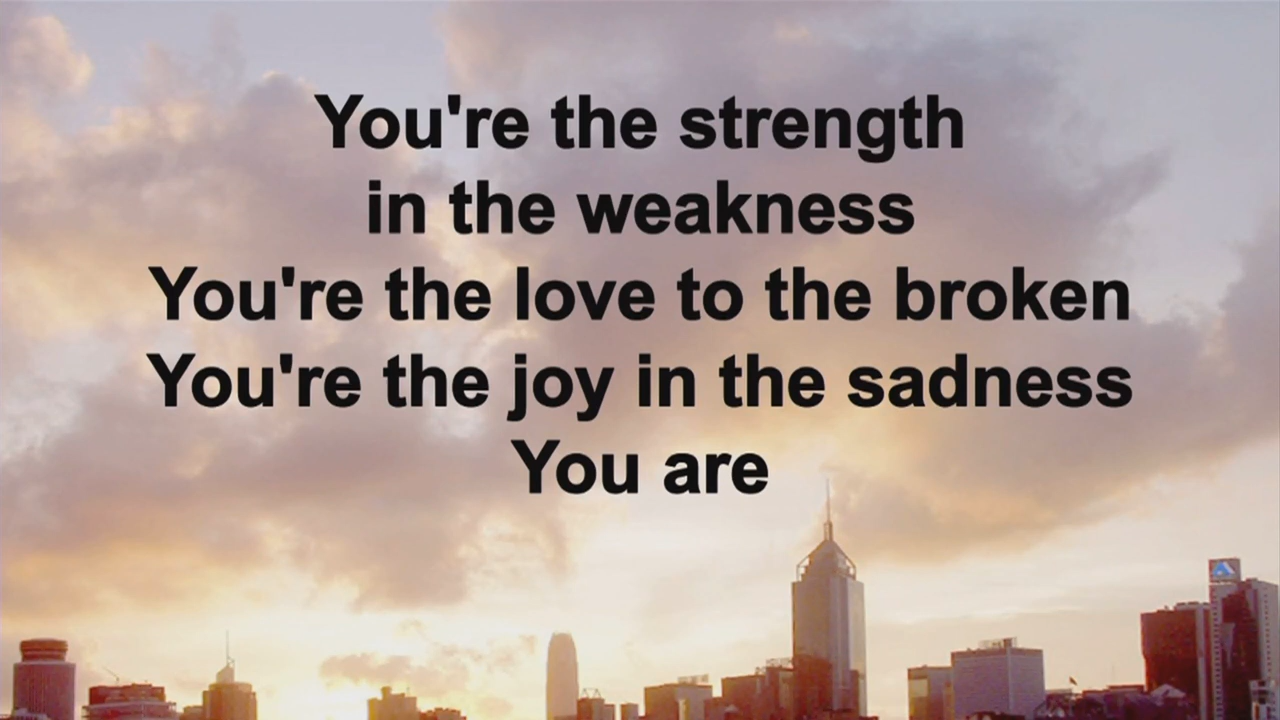 You're the strength
in the weakness
You're the love to the broken
You're the joy in the sadness
You are